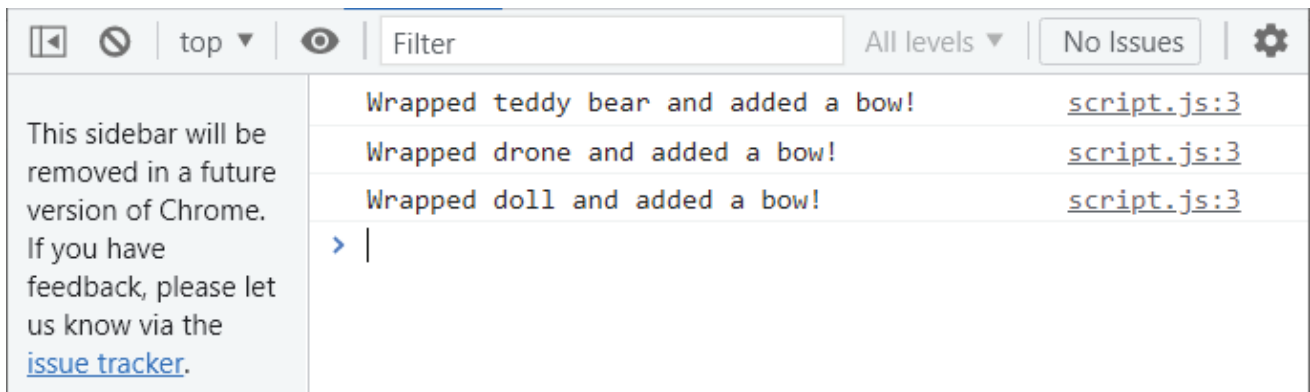 top ▼ Filter All levels ▼ No Issues
Wrapped teddy bear and added a bow! script.js:3
Wrapped drone and added a bow! script.js:3
Wrapped doll and added a bow! script.js:3
>
This sidebar will be
removed in a future
version of Chrome.
If you have
feedback, please let
us know via the
issue tracker.